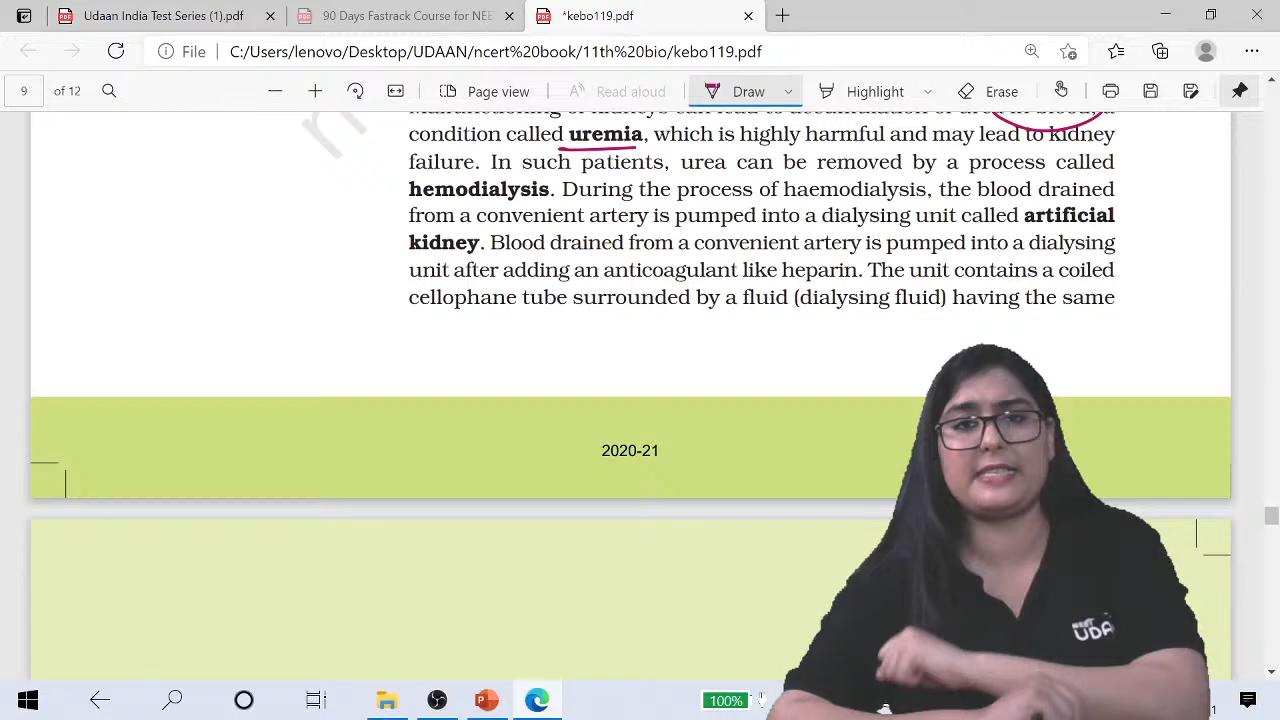 Udaan India Test Series (1).pdf
90 Days Fastrack Course for NEE
*kebo119.pdf
File C:/Users/lenovo/Desktop/UDAAN/ncert%20book/11th%20bio/kebo119.pdf
9 of 12 Page view Read aloud Draw Highlight Erase
condition called uremia, which is highly harmful and may lead to kidney
failure. In such patients, urea can be removed by a process called
hemodialysis. During the process of haemodialysis, the blood drained
from a convenient artery is pumped into a dialysing unit called artificial
kidney. Blood drained from a convenient artery is pumped into a dialysing
unit after adding an anticoagulant like heparin. The unit contains a coiled
cellophane tube surrounded by a fluid (dialysing fluid) having the same
2020-21
UDA
100%